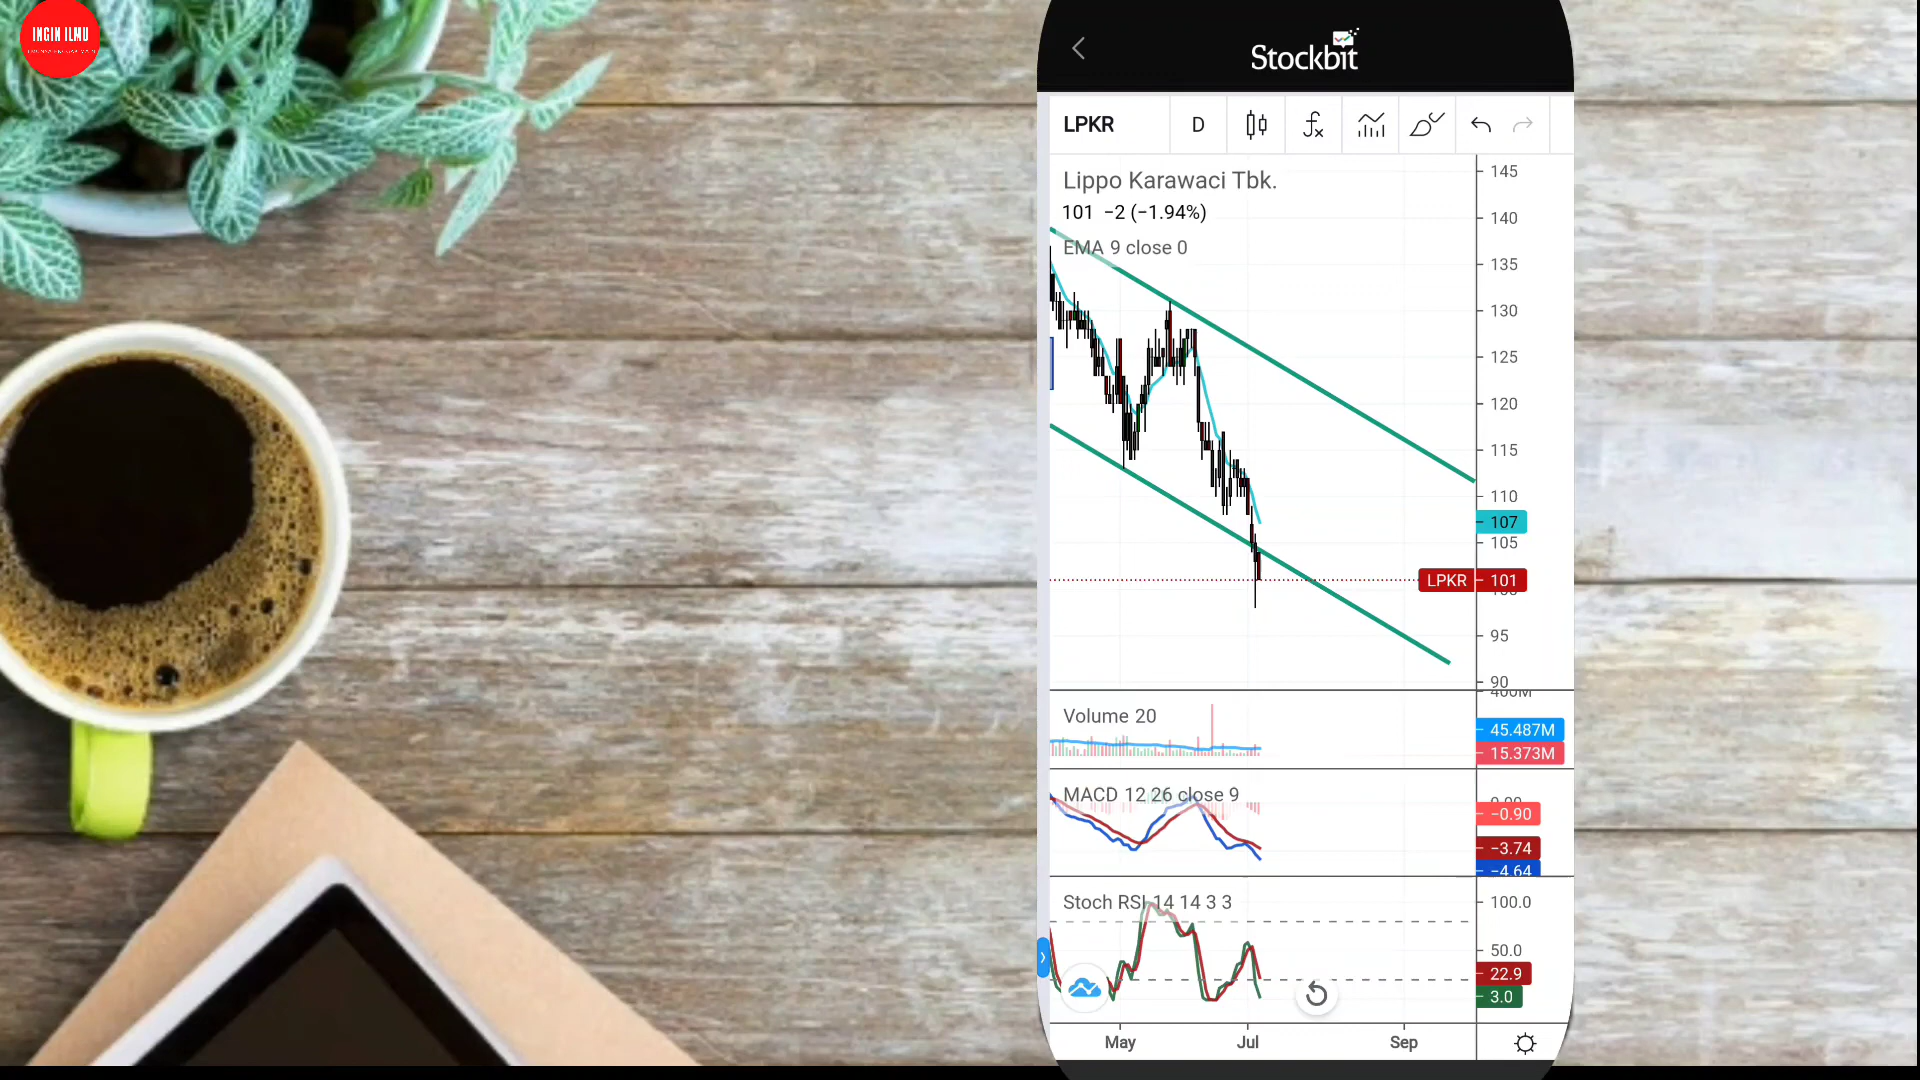 INGIN ILMU
Stockbit
LPKR
D
Lippo Karawaci Tbk.
101 −2 (−1.94%)
EMA 9 close 0
145
140
135
130
125
120
115
110
107
105
LPKR 101
95
90
400M
Volume 20
45.487M
15.373M
MACD 12 26 close 9
−0.90
−3.74
−4.64
Stoch RSI 14 14 3 3
100.0
50.0
22.9
3.0
May Jul Sep